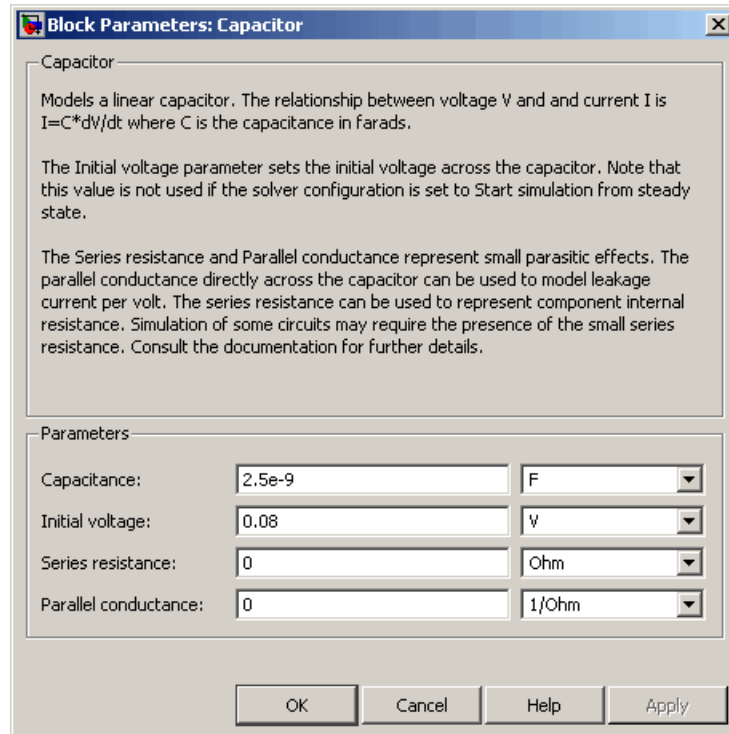 Block Parameters: Capacitor
Capacitor
Models a linear capacitor. The relationship between voltage V and and current I is
I=C*dV/dt where C is the capacitance in farads.
The Initial voltage parameter sets the initial voltage across the capacitor. Note that
this value is not used if the solver configuration is set to Start simulation from steady
state.
The Series resistance and Parallel conductance represent small parasitic effects. The
parallel conductance directly across the capacitor can be used to model leakage
current per volt. The series resistance can be used to represent component internal
resistance. Simulation of some circuits may require the presence of the small series
resistance. Consult the documentation for further details.
Parameters
Capacitance: 2.5e-9 F
Initial voltage: 0.08 V
Series resistance: 0 Ohm
Parallel conductance: 0 1/Ohm
OK Cancel Help Apply